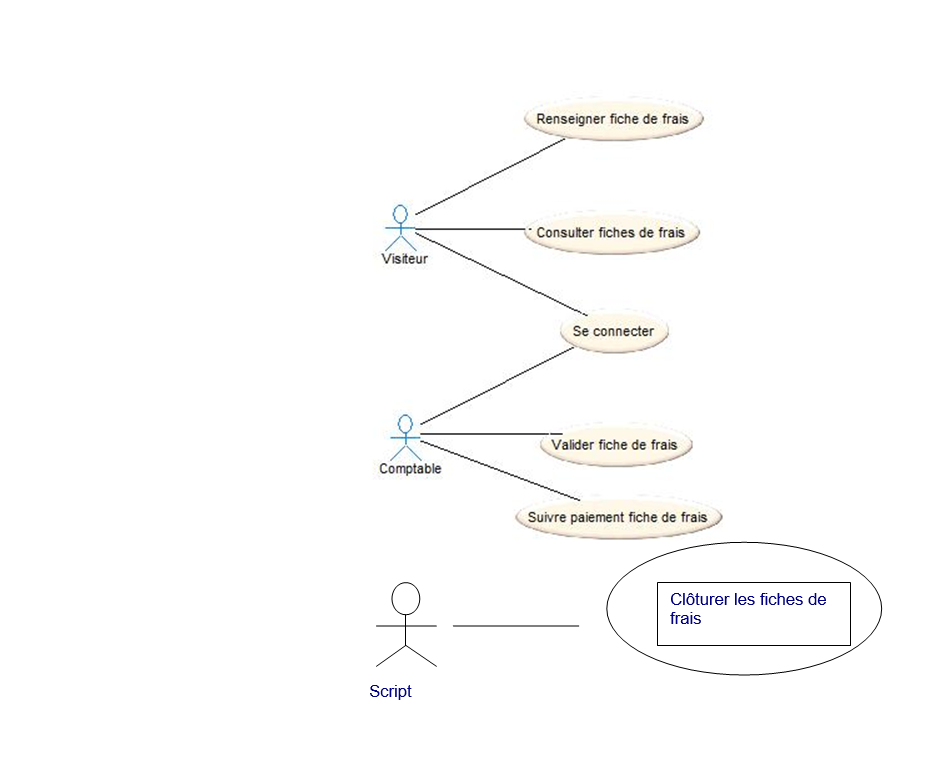 Renseigner fiche de frais
Consulter fiches de frais
Visiteur
Se connecter
Valider fiche de frais
Comptable
Suivre paiement fiche de frais
Clôturer les fiches de
frais
Script